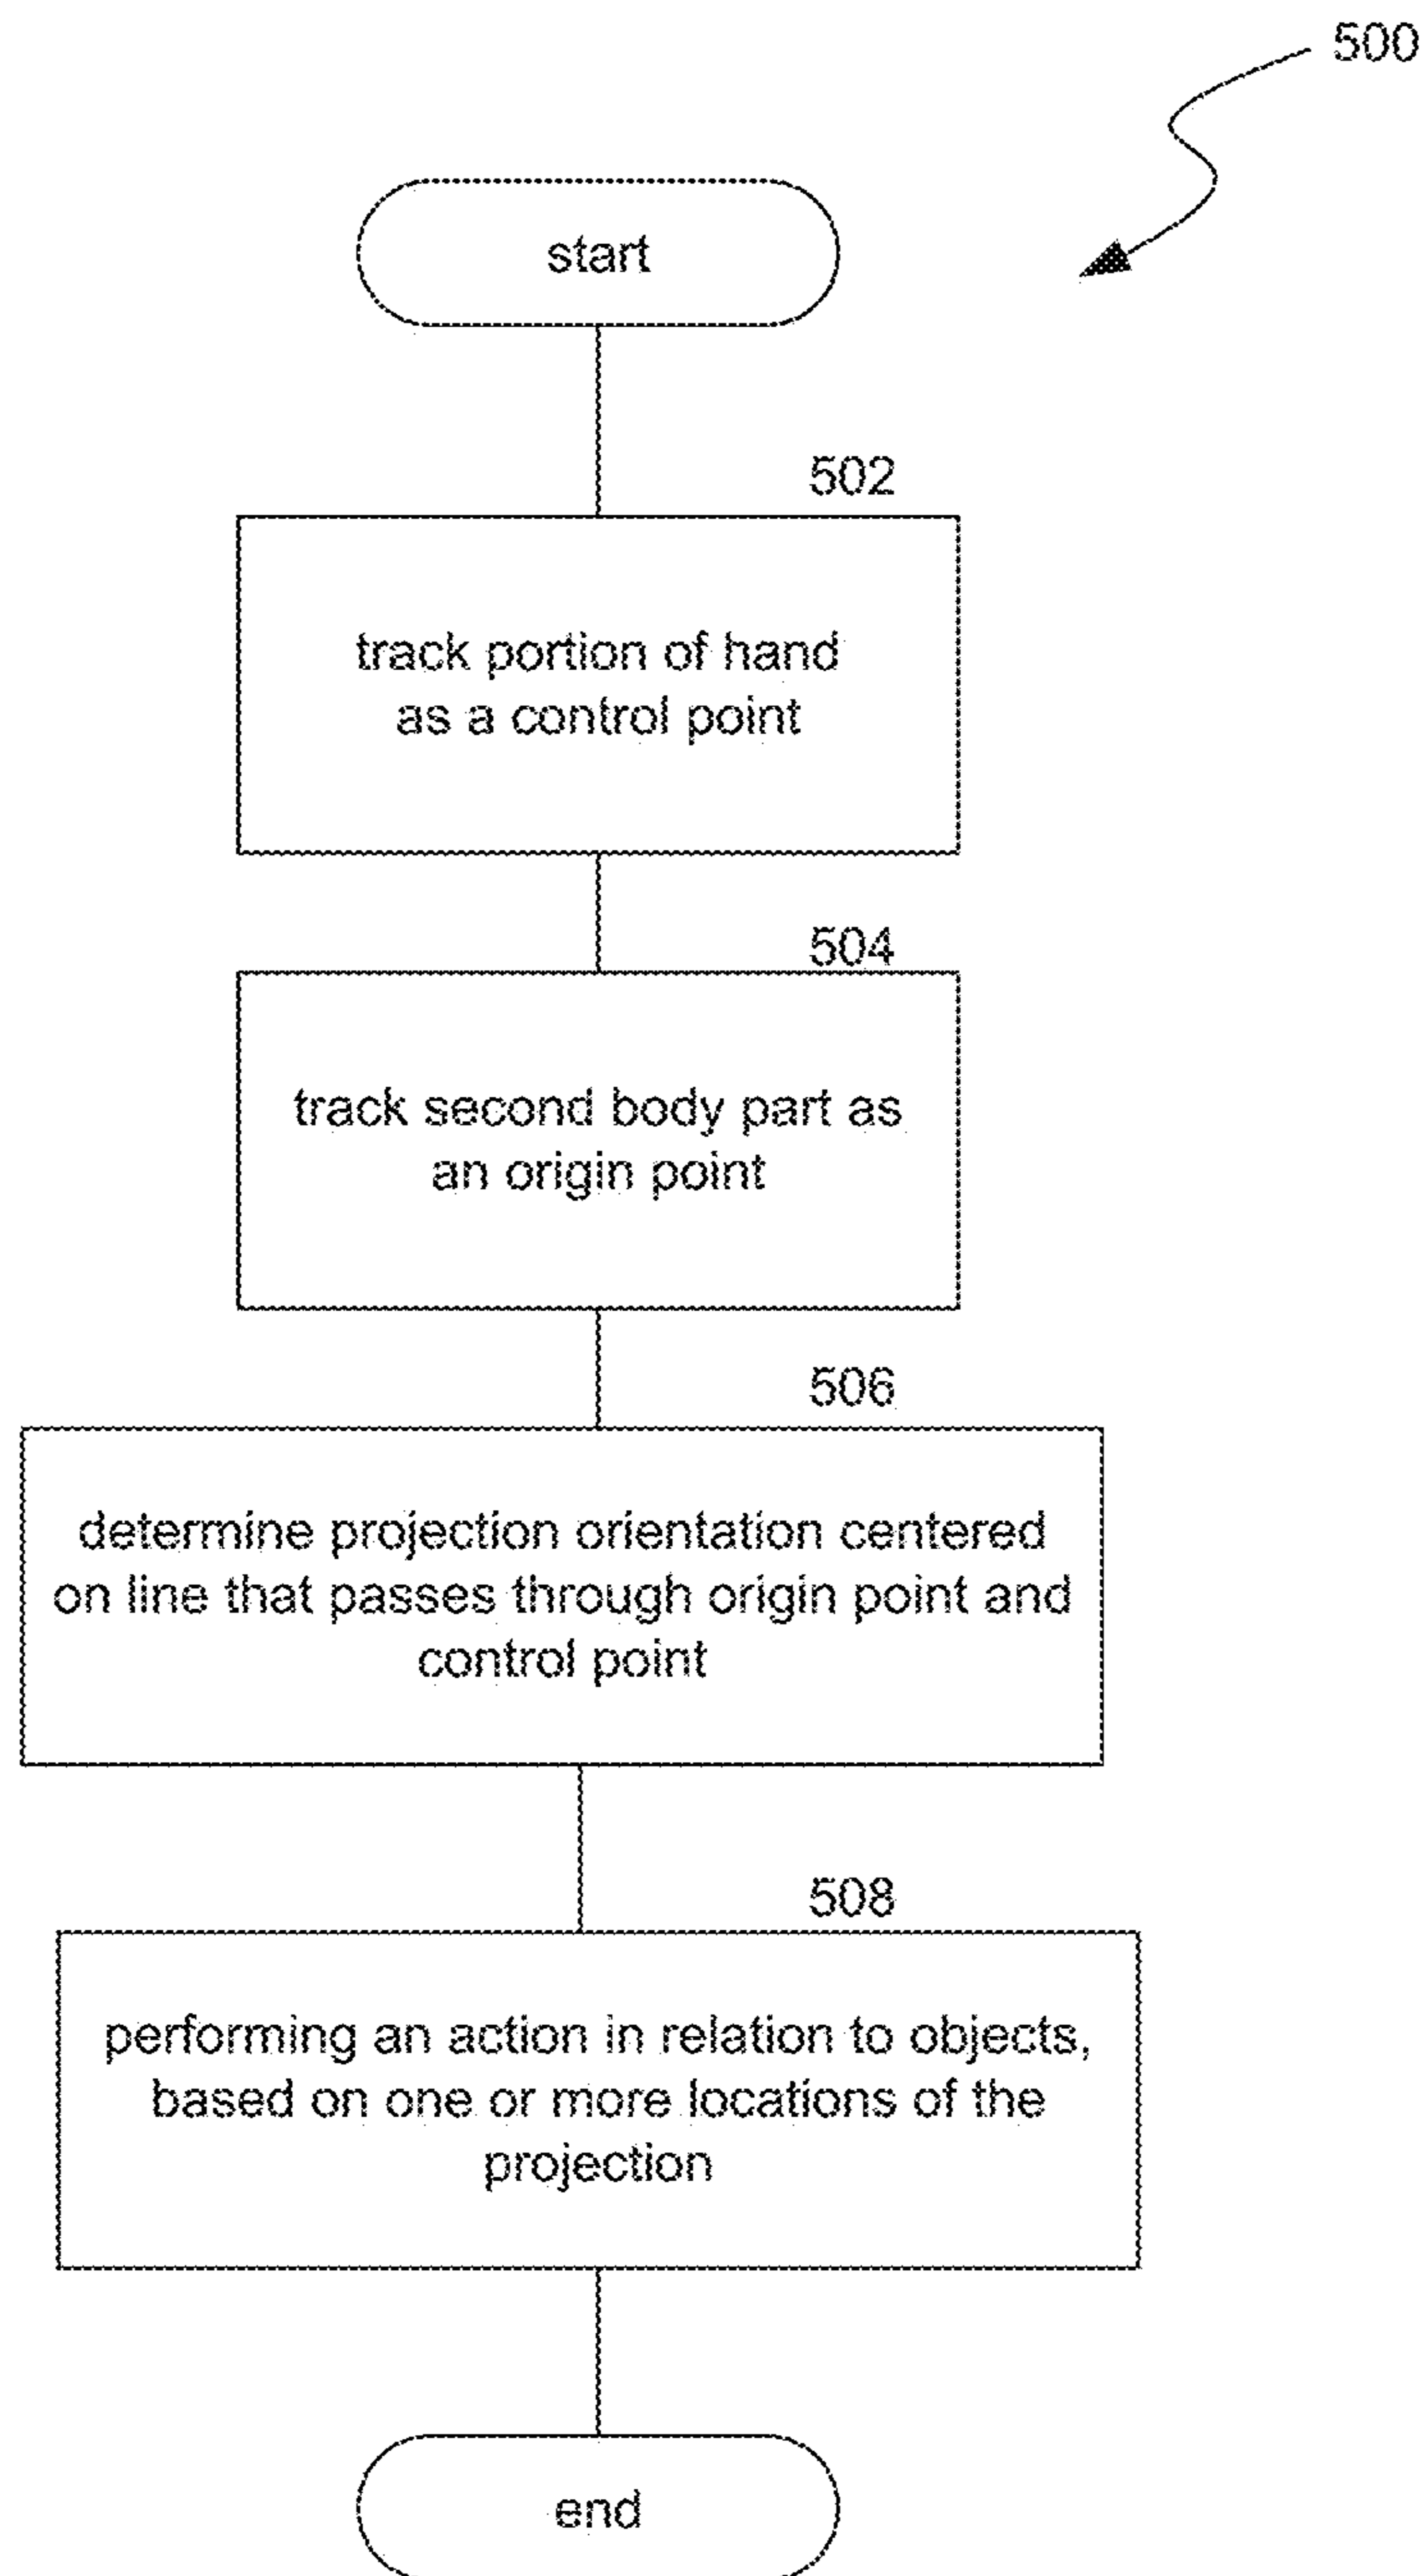 500
start
502
track portion of hand
as a control point
504
track second body part as
an origin point
506
determine projection orientation centered
on line that passes through origin point and
control point
508
performing an action in relation to objects,
based on one or more locations of the
projection
end